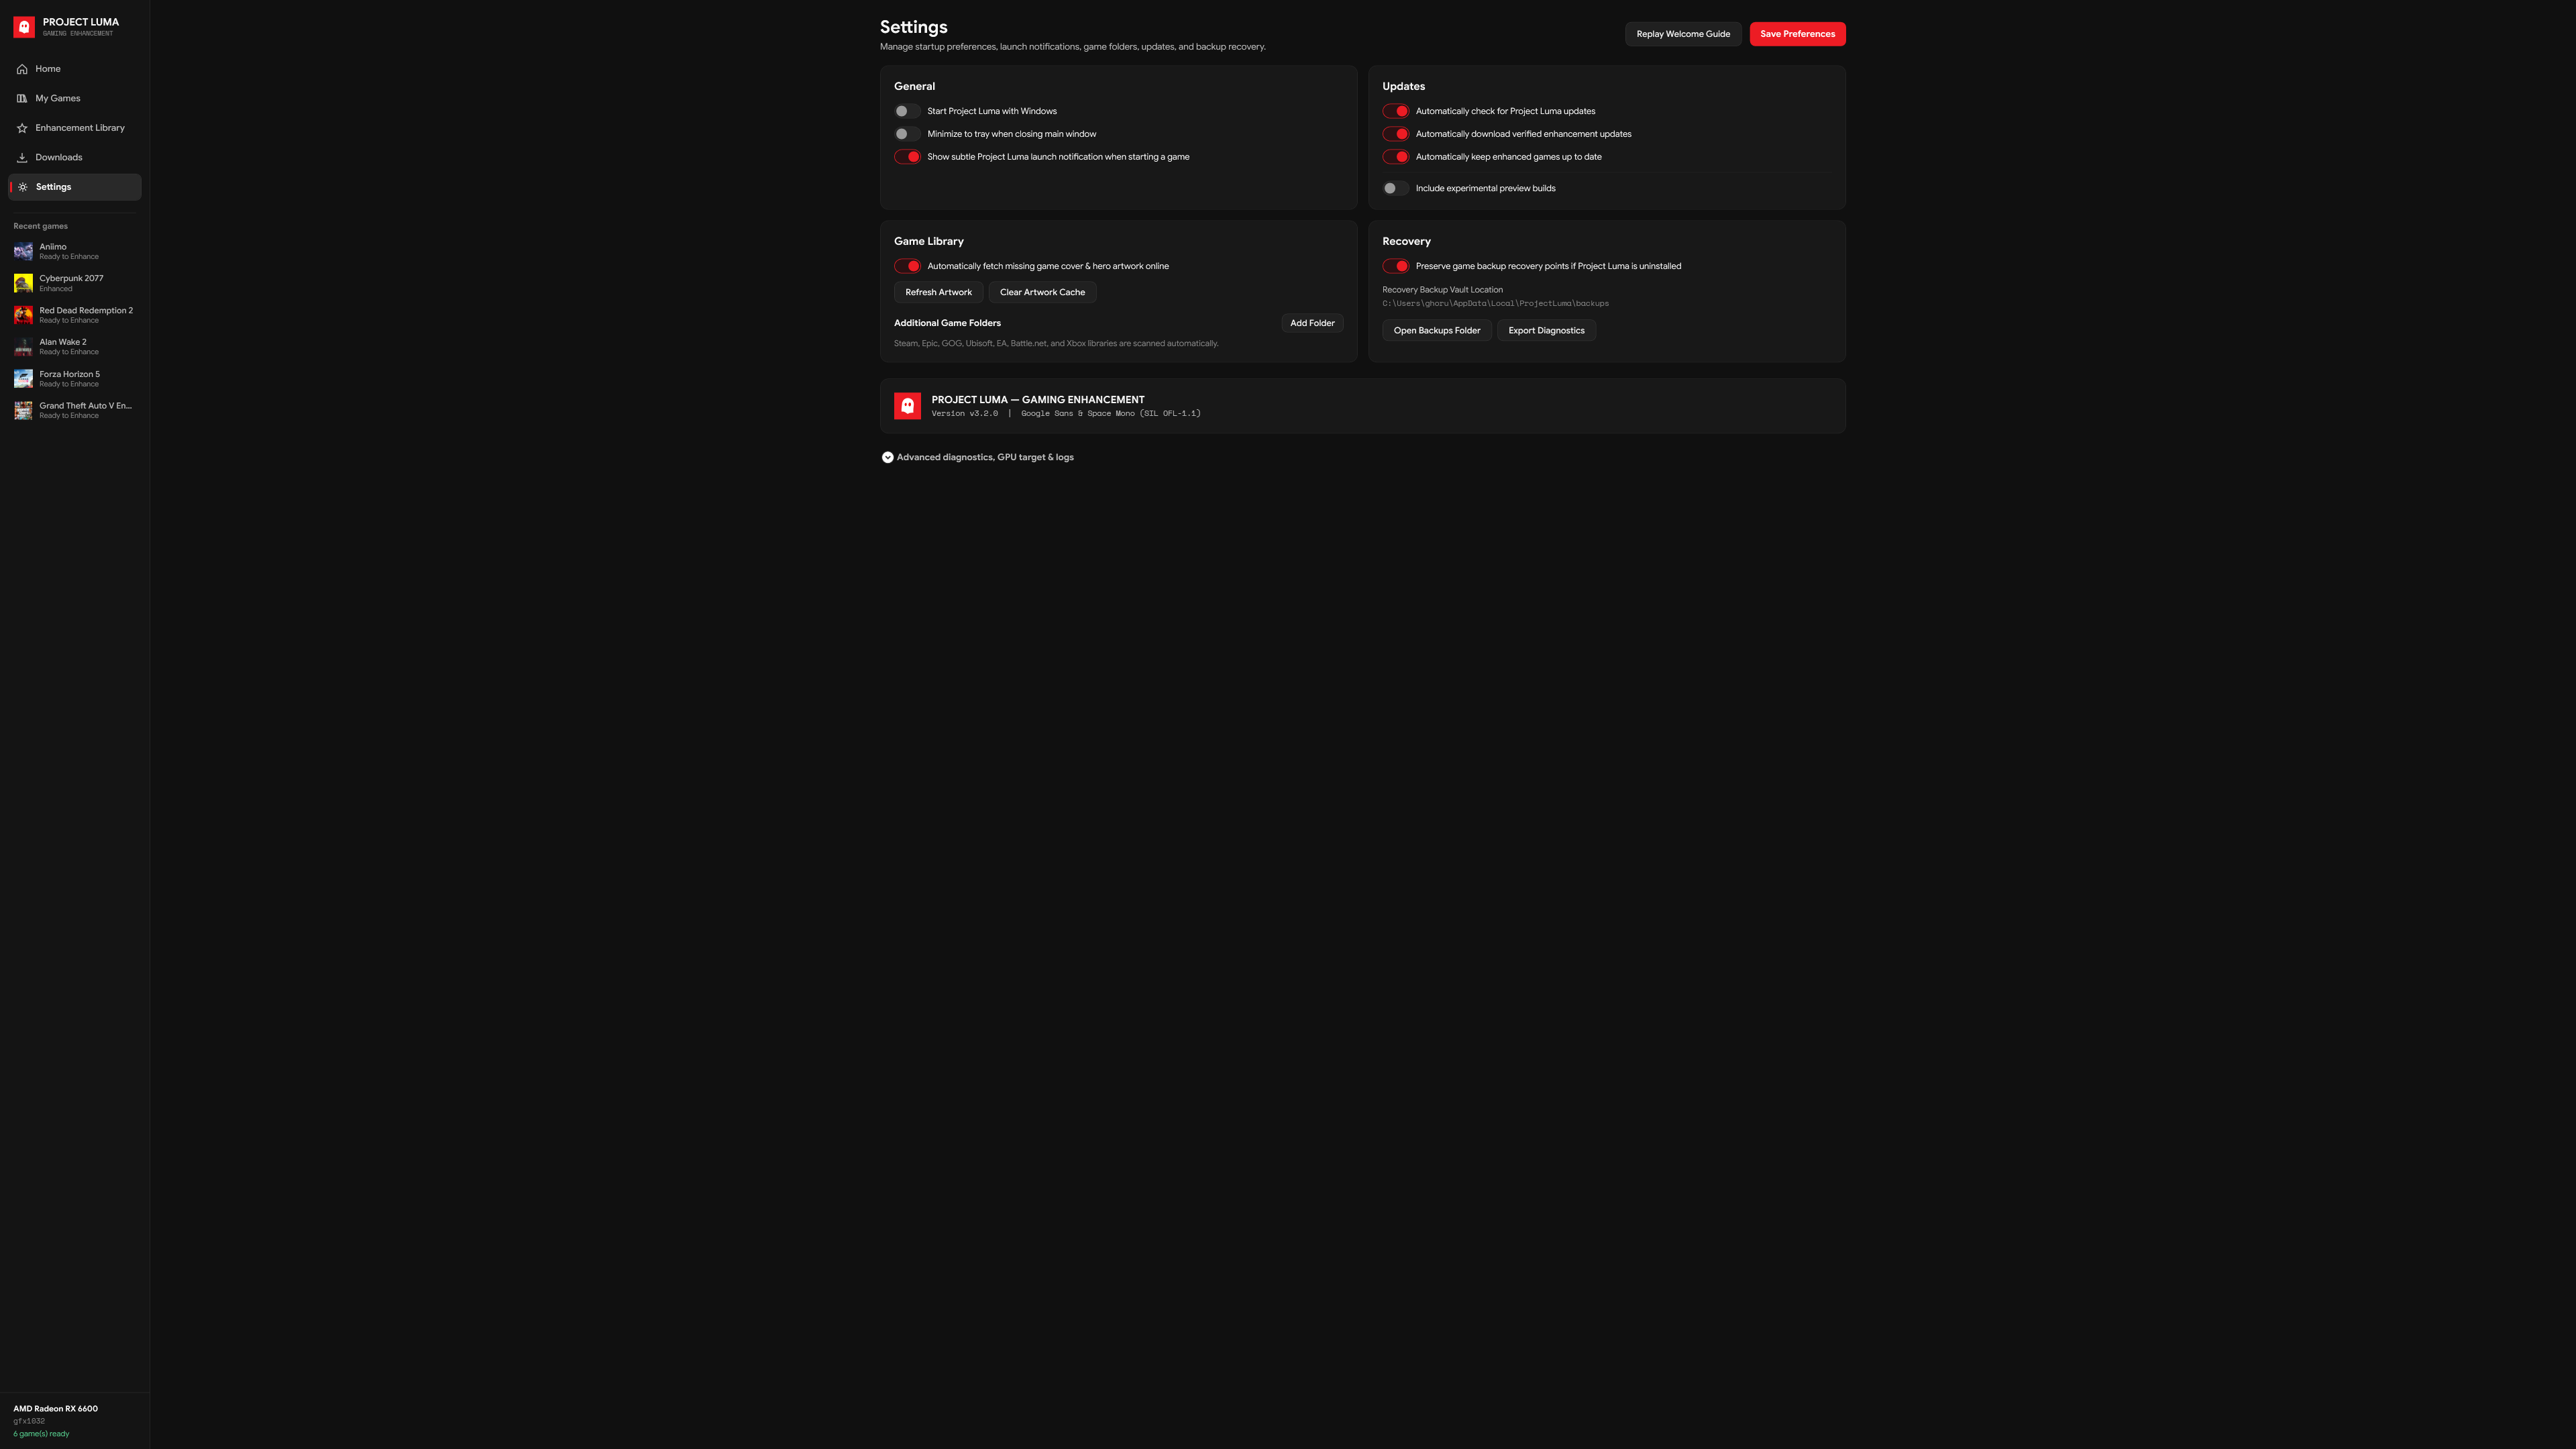 PROJECT LUMA
GAMING ENHANCEMENT
Home
My Games
Enhancement Library
Downloads
Settings
Recent games
Aniimo
Ready to Enhance
Cyberpunk 2077
Enhanced
Red Dead Redemption 2
Ready to Enhance
Alan Wake 2
Ready to Enhance
Forza Horizon 5
Ready to Enhance
Grand Theft Auto V En...
Ready to Enhance
AMD Radeon RX 6600
gfx1032
6 game(s) ready
Settings
Manage startup preferences, launch notifications, game folders, updates, and backup recovery.
Replay Welcome Guide
Save Preferences
General
Start Project Luma with Windows
Minimize to tray when closing main window
Show subtle Project Luma launch notification when starting a game
Updates
Automatically check for Project Luma updates
Automatically download verified enhancement updates
Automatically keep enhanced games up to date
Include experimental preview builds
Game Library
Automatically fetch missing game cover & hero artwork online
Refresh Artwork
Clear Artwork Cache
Additional Game Folders
Add Folder
Steam, Epic, GOG, Ubisoft, EA, Battle.net, and Xbox libraries are scanned automatically.
Recovery
Preserve game backup recovery points if Project Luma is uninstalled
Recovery Backup Vault Location
C:\Users\ghoru\AppData\Local\ProjectLuma\backups
Open Backups Folder
Export Diagnostics
PROJECT LUMA — GAMING ENHANCEMENT
Version v3.2.0 | Google Sans & Space Mono (SIL OFL-1.1)
Advanced diagnostics, GPU target & logs